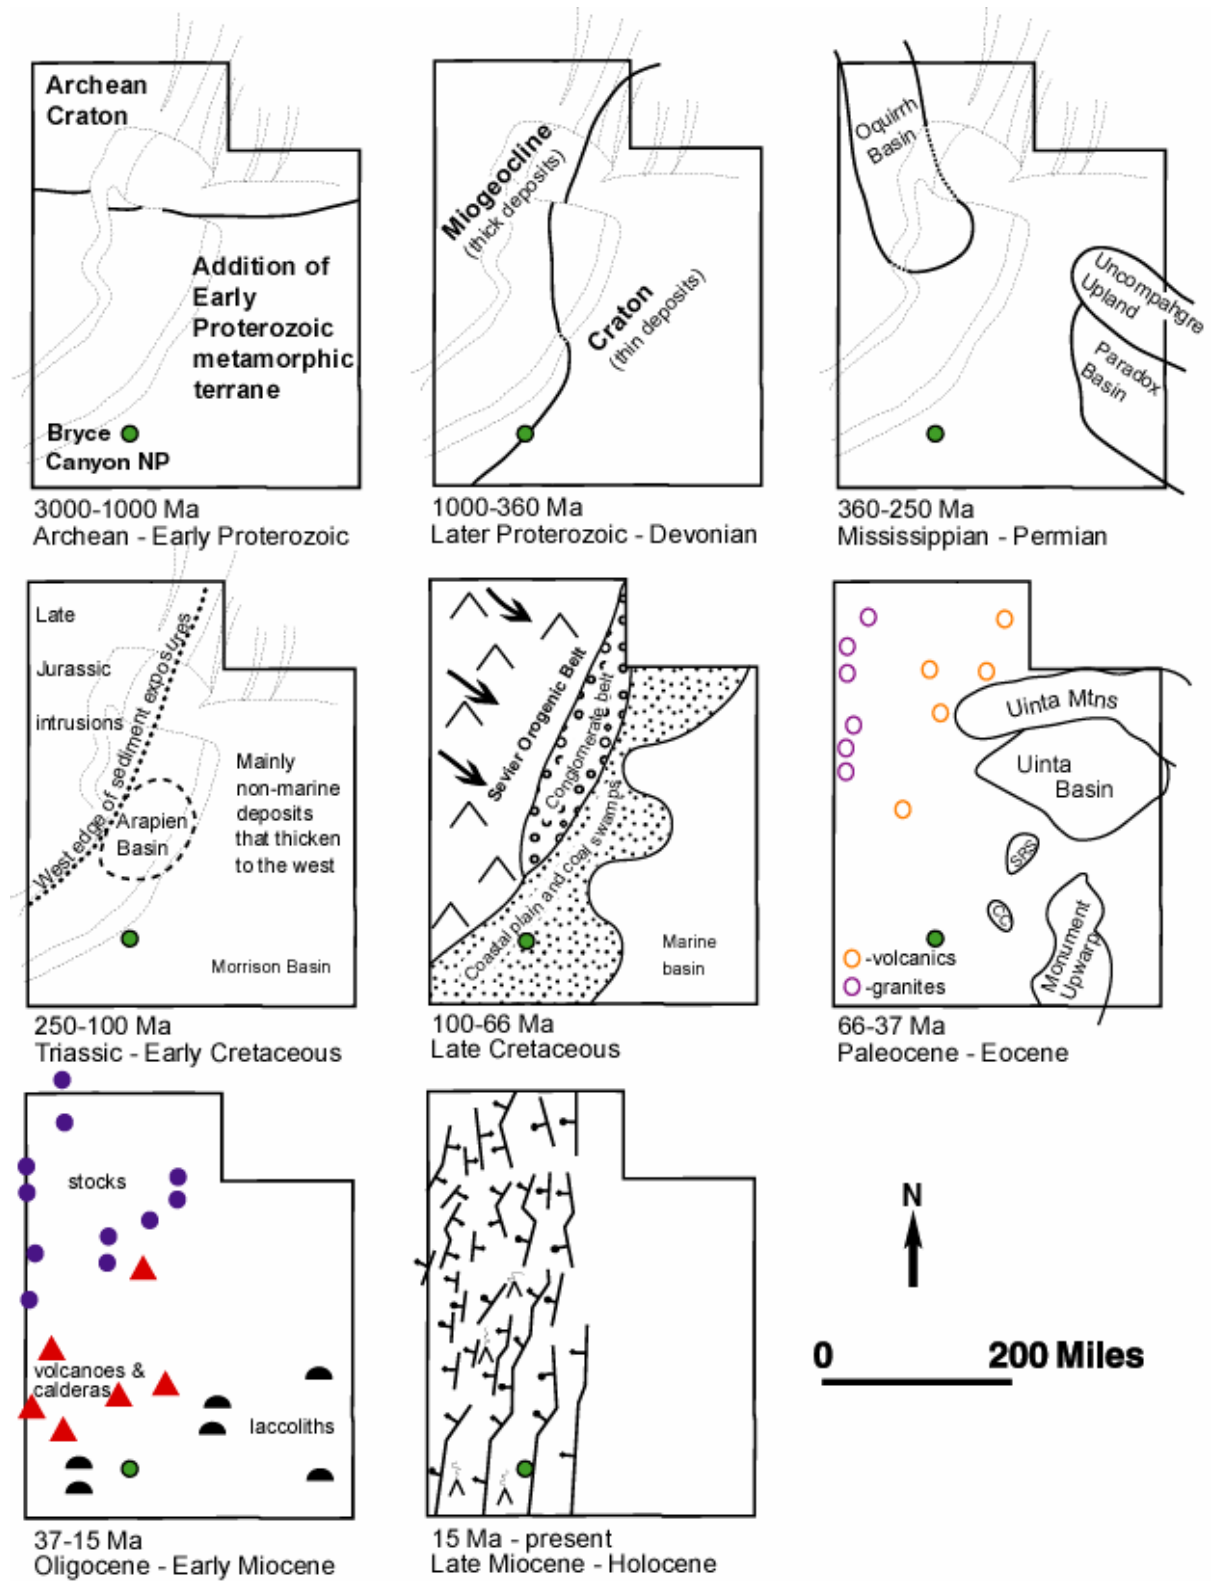 Archean
Craton
Addition of
Early
Proterozoic
metamorphic
terrane
Bryce
Canyon NP
3000-1000 Ma
Archean - Early Proterozoic
Miogeocline
(thick deposits)
Craton
(thin deposits)
1000-360 Ma
Later Proterozoic - Devonian
Oquirrh
Basin
Uncompahgre
Upland
Paradox
Basin
360-250 Ma
Mississippian - Permian
Late
Jurassic
intrusions
West edge of sediment exposures
Arapien
Basin
Mainly
non-marine
deposits
that thicken
to the west
Morrison Basin
250-100 Ma
Triassic - Early Cretaceous
Sevier Orogenic Belt
Conglomerate belt
Coastal plain and coal swamps
Marine
basin
100-66 Ma
Late Cretaceous
Uinta Mtns
Uinta
Basin
SRS
CC
Monument
Upwarp
-volcanics
-granites
66-37 Ma
Paleocene - Eocene
stocks
volcanoes &
calderas
laccoliths
37-15 Ma
Oligocene - Early Miocene
15 Ma - present
Late Miocene - Holocene
N
0 200 Miles